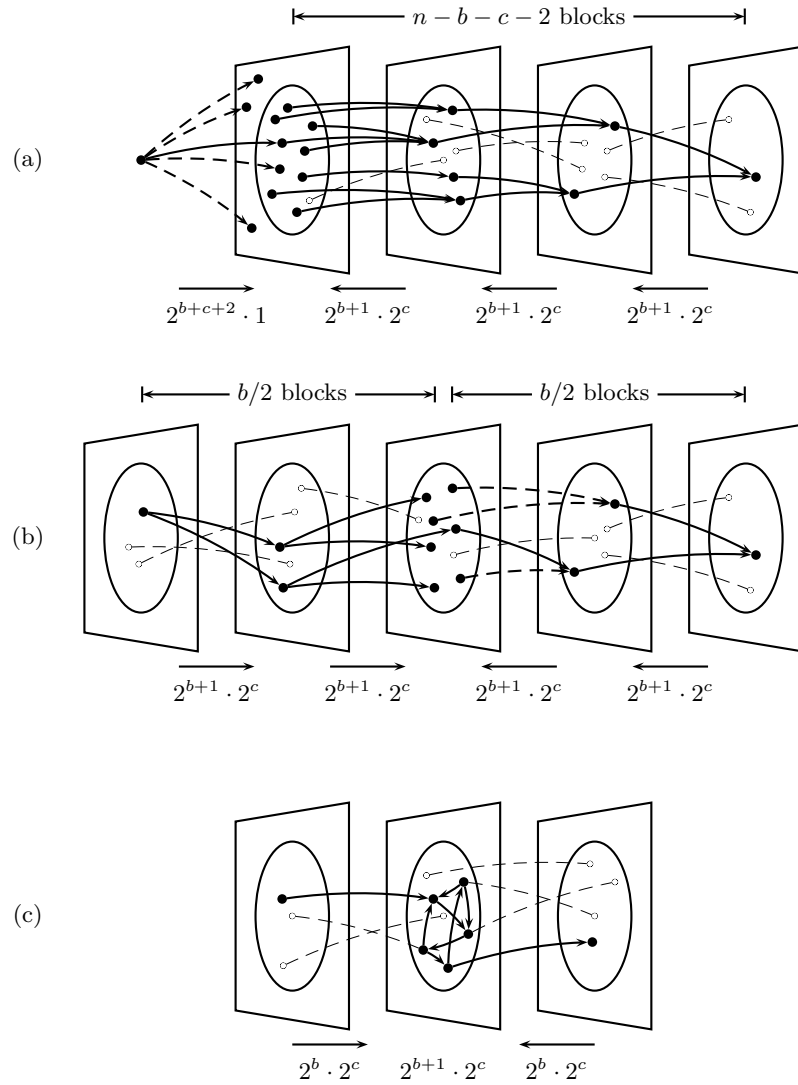 n − b − c − 2 blocks
(a)
2^{b+c+2} · 1 2^{b+1} · 2^c 2^{b+1} · 2^c 2^{b+1} · 2^c
b/2 blocks b/2 blocks
(b)
2^{b+1} · 2^c 2^{b+1} · 2^c 2^{b+1} · 2^c 2^{b+1} · 2^c
(c)
2^b · 2^c 2^{b+1} · 2^c 2^b · 2^c